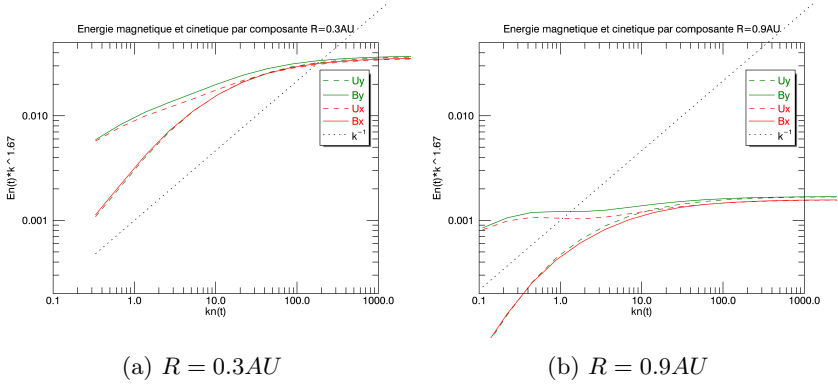 Energie magnetique et cinetique par composante R=0.3AU
En(t)*k^1.67
0.010
0.001
0.1 1.0 10.0 100.0 1000.0
kn(t)
Uy
By
Ux
Bx
k⁻¹
(a) R = 0.3AU
Energie magnetique et cinetique par composante R=0.9AU
En(t)*k^1.67
0.010
0.001
0.1 1.0 10.0 100.0 1000.0
kn(t)
Uy
By
Ux
Bx
k⁻¹
(b) R = 0.9AU